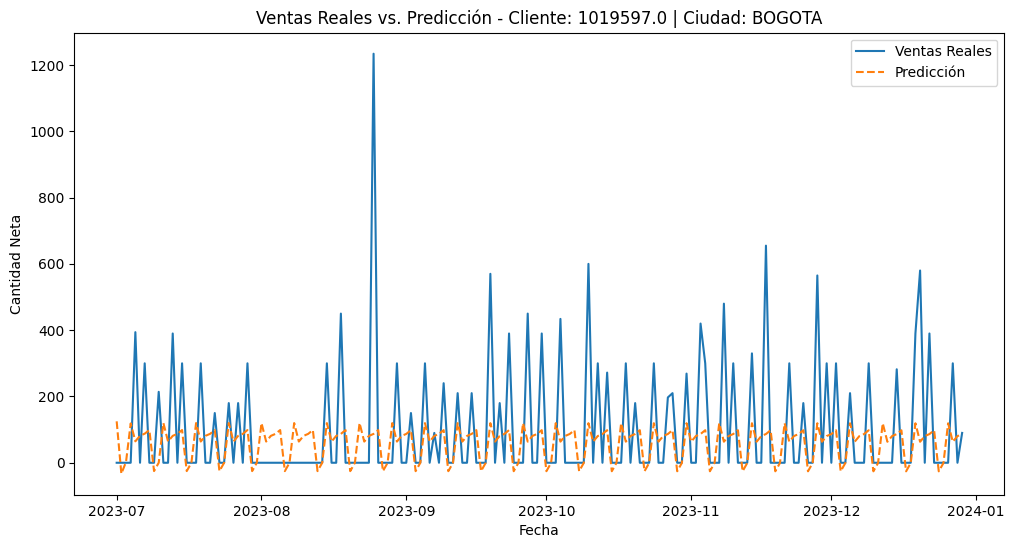 Ventas Reales vs. Predicción - Cliente: 1019597.0 | Ciudad: BOGOTA
Ventas Reales
Predicción
Cantidad Neta
1200
1000
800
600
400
200
0
2023-07
2023-08
2023-09
2023-10
2023-11
2023-12
2024-01
Fecha